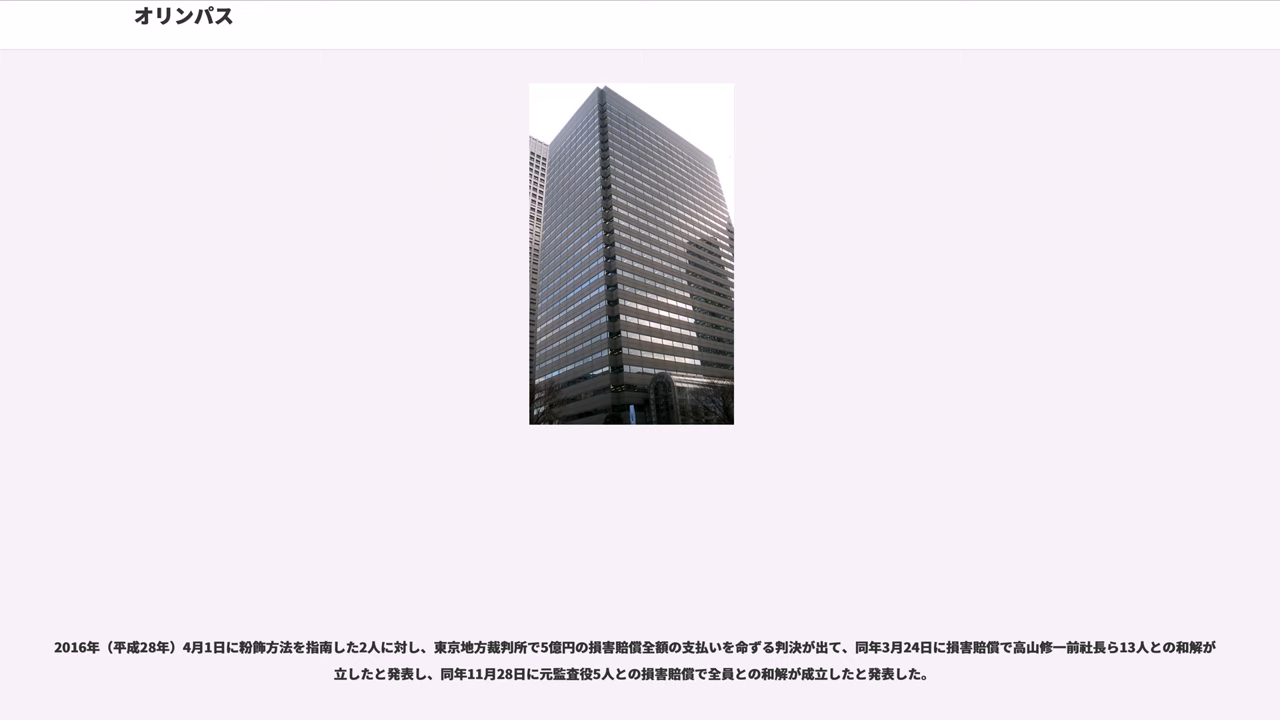 オリンパス
2016年（平成28年）4月1日に粉飾方法を指南した2人に対し、東京地方裁判所で5億円の損害賠償全額の支払いを命ずる判決が出て、同年3月24日に損害賠償で高山修一前社長ら13人との和解が
立したと発表し、同年11月28日に元監査役5人との損害賠償で全員との和解が成立したと発表した。